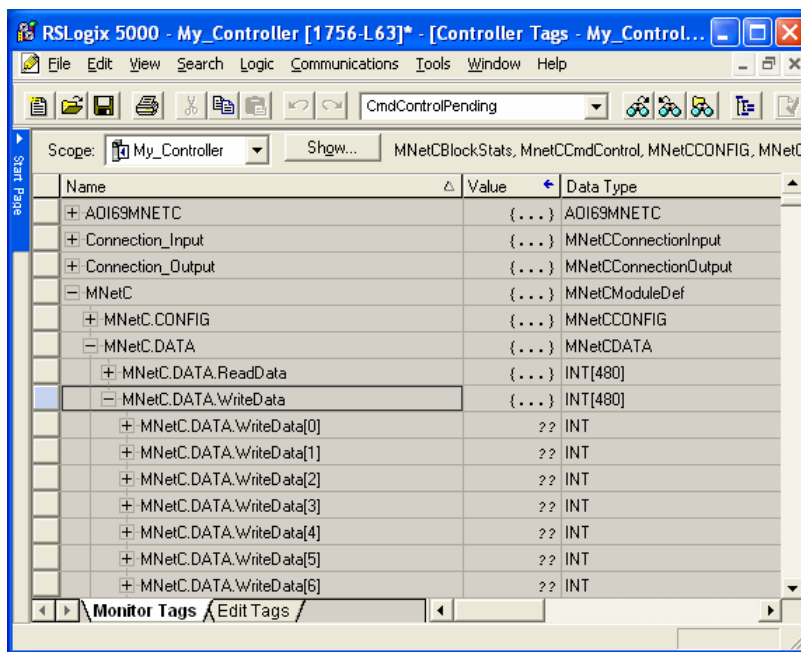 RSLogix 5000 - My_Controller [1756-L63]* - [Controller Tags - My_Control...
File Edit View Search Logic Communications Tools Window Help
CmdControlPending
Start Page
Scope: My_Controller Show... MNetCBlockStats, MnetCCmdControl, MNetCCONFIG, MNetC
Name Value Data Type
AOI69MNETC {...} AOI69MNETC
Connection_Input {...} MNetCConnectionInput
Connection_Output {...} MNetCConnectionOutput
MNetC {...} MNetCModuleDef
MNetC.CONFIG {...} MNetCCONFIG
MNetC.DATA {...} MNetCDATA
MNetC.DATA.ReadData {...} INT[480]
MNetC.DATA.WriteData {...} INT[480]
MNetC.DATA.WriteData[0] ?? INT
MNetC.DATA.WriteData[1] ?? INT
MNetC.DATA.WriteData[2] ?? INT
MNetC.DATA.WriteData[3] ?? INT
MNetC.DATA.WriteData[4] ?? INT
MNetC.DATA.WriteData[5] ?? INT
MNetC.DATA.WriteData[6] ?? INT
Monitor Tags Edit Tags